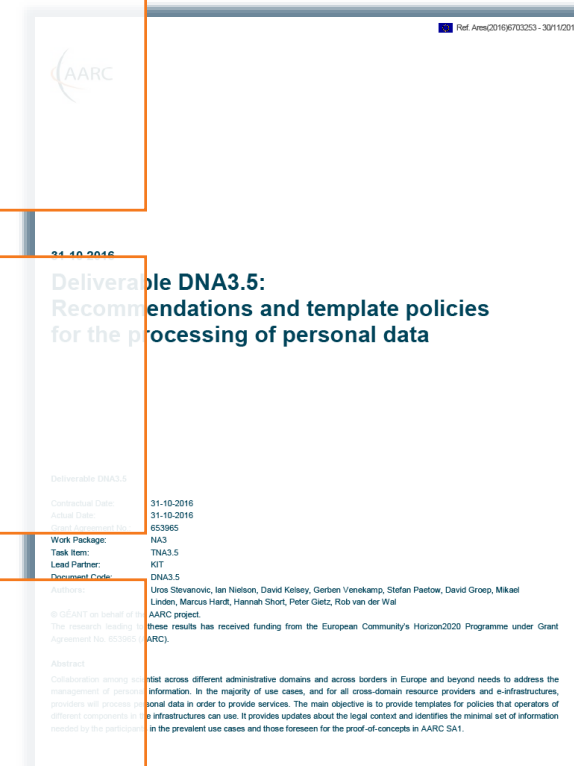 Ref. Ares(2016)6703253 - 30/11/201
AARC
31-10-2016
Deliverable DNA3.5:
Recommendations and template policies
for the processing of personal data
Deliverable DNA3.5
Contractual Date: 31-10-2016
Actual Date: 31-10-2016
Grant Agreement No.: 653965
Work Package: NA3
Task Item: TNA3.5
Lead Partner: KIT
Document Code: DNA3.5
Authors: Uros Stevanovic, Ian Nielson, David Kelsey, Gerben Venekamp, Stefan Paetow, David Groep, Mikael
Linden, Marcus Hardt, Hannah Short, Peter Gietz, Rob van der Wal
© GÉANT on behalf of the AARC project.
The research leading to these results has received funding from the European Community's Horizon2020 Programme under Grant
Agreement No. 653965 (AARC).
Abstract
Collaboration among scientist across different administrative domains and across borders in Europe and beyond needs to address the
management of personal information. In the majority of use cases, and for all cross-domain resource providers and e-infrastructures,
providers will process personal data in order to provide services. The main objective is to provide templates for policies that operators of
different components in the infrastructures can use. It provides updates about the legal context and identifies the minimal set of information
needed by the participants in the prevalent use cases and those foreseen for the proof-of-concepts in AARC SA1.